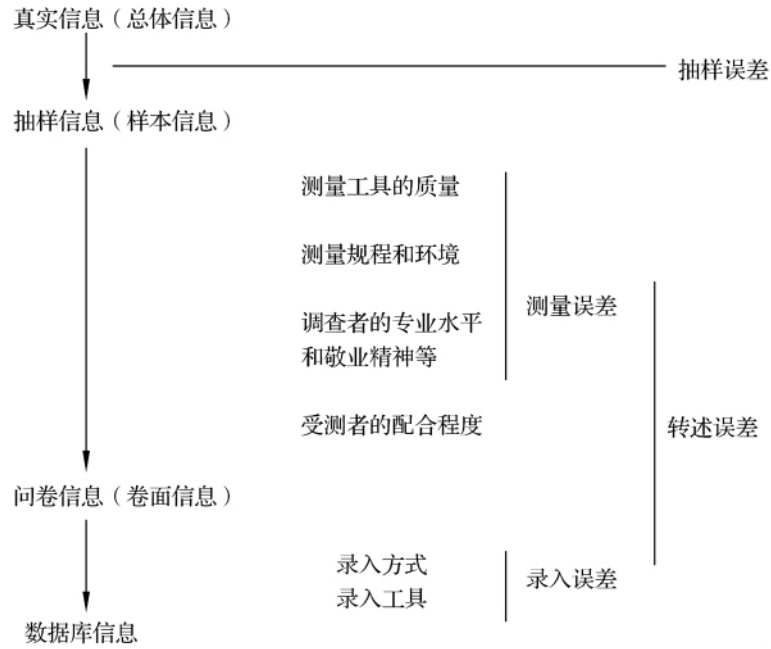 真实信息（总体信息）
抽样误差
抽样信息（样本信息）
测量工具的质量
测量规程和环境
测量误差
调查者的专业水平
和敬业精神等
受测者的配合程度
转述误差
问卷信息（卷面信息）
录入方式
录入误差
录入工具
数据库信息